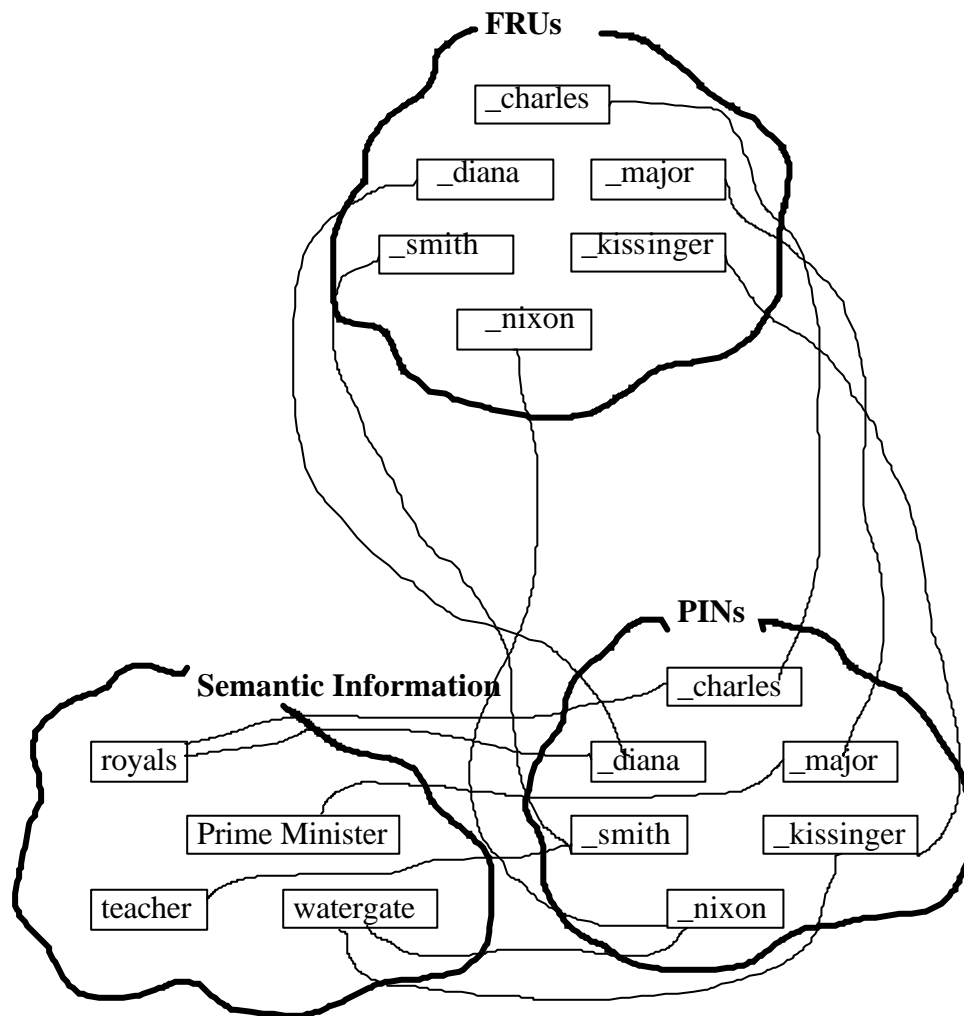 FRUs
_charles
_diana
_major
_smith
_kissinger
_nixon
PINs
Semantic Information
_charles
royals
_diana
_major
Prime Minister
_smith
_kissinger
teacher
watergate
_nixon